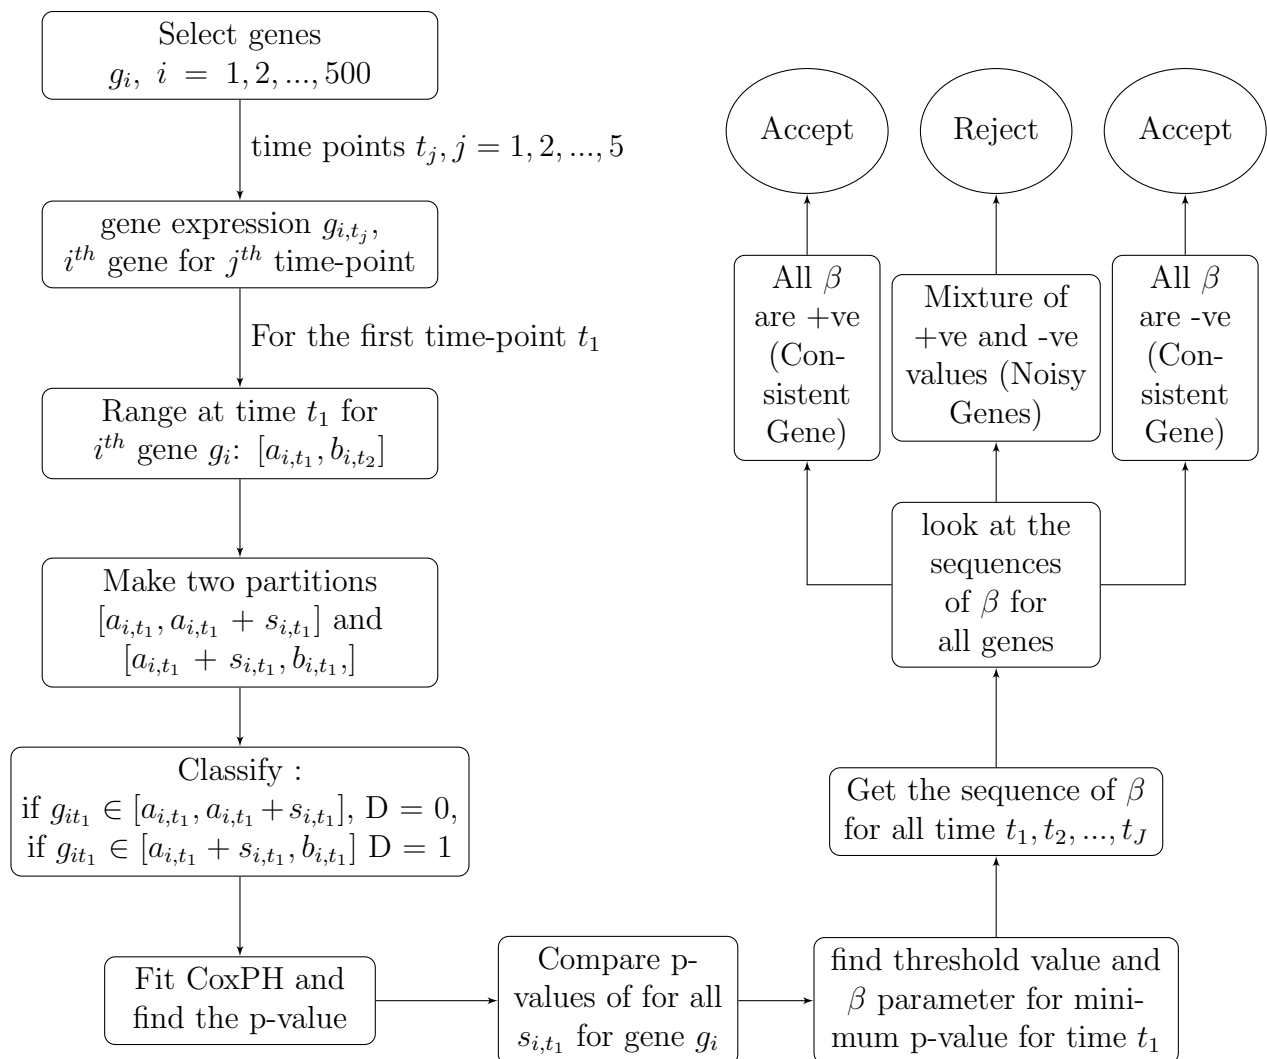 Select genes
g_i, i = 1, 2, ..., 500
time points t_j, j = 1, 2, ..., 5
gene expression g_{i,t_j},
i^{th} gene for j^{th} time-point
For the first time-point t_1
Range at time t_1 for
i^{th} gene g_i: [a_{i,t_1}, b_{i,t_2}]
Make two partitions
[a_{i,t_1}, a_{i,t_1} + s_{i,t_1}] and
[a_{i,t_1} + s_{i,t_1}, b_{i,t_1},]
Classify :
if g_{it_1} ∈ [a_{i,t_1}, a_{i,t_1} + s_{i,t_1}], D = 0,
if g_{it_1} ∈ [a_{i,t_1} + s_{i,t_1}, b_{i,t_1}] D = 1
Fit CoxPH and
find the p-value
Compare p-
values of for all
s_{i,t_1} for gene g_i
find threshold value and
β parameter for mini-
mum p-value for time t_1
Get the sequence of β
for all time t_1, t_2, ..., t_J
look at the
sequences
of β for
all genes
All β
are +ve
(Con-
sistent
Gene)
Mixture of
+ve and -ve
values (Noisy
Genes)
All β
are -ve
(Con-
sistent
Gene)
Accept
Reject
Accept